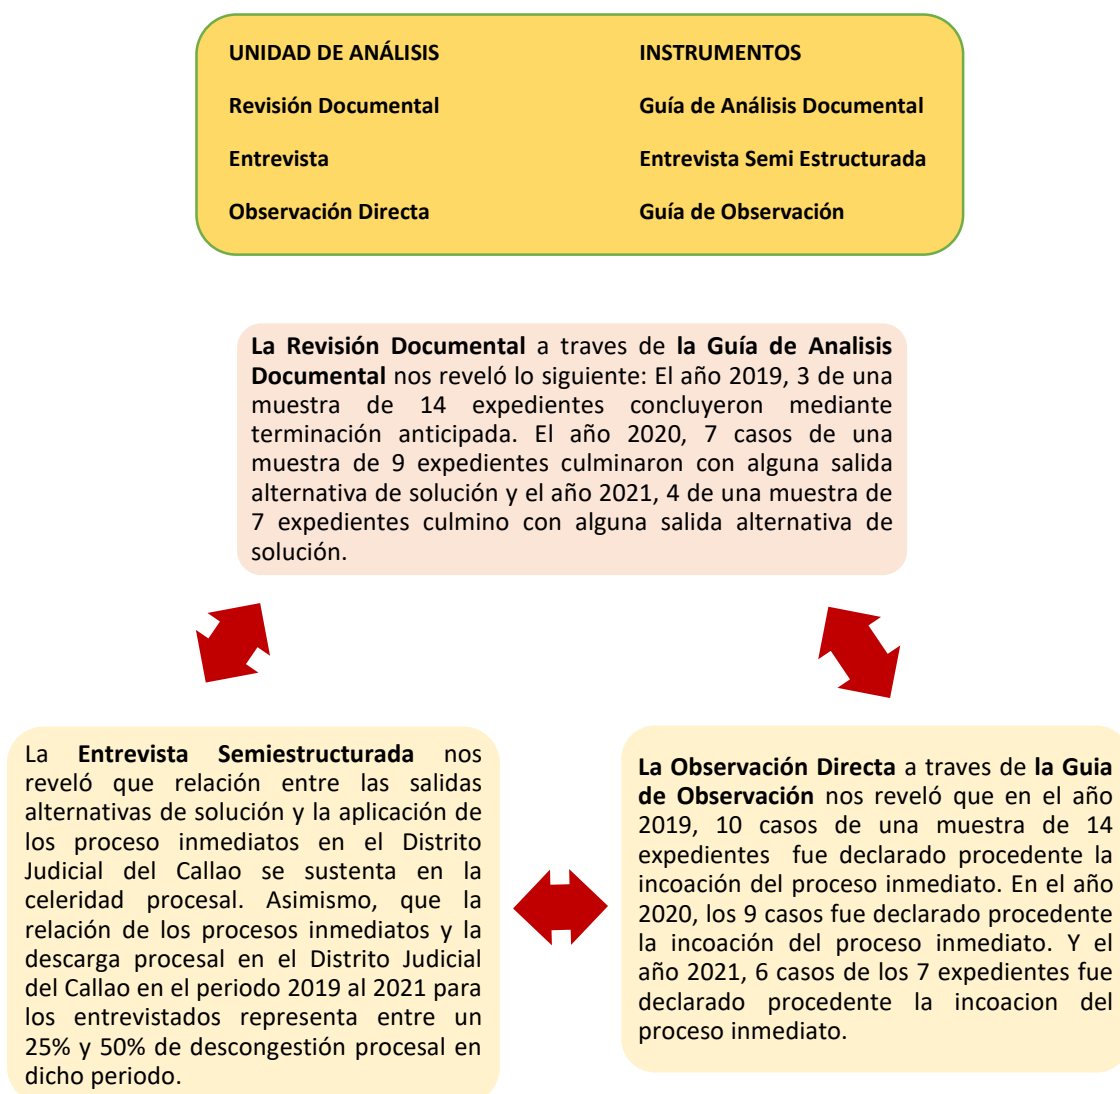 UNIDAD DE ANÁLISIS INSTRUMENTOS
Revisión Documental Guía de Análisis Documental
Entrevista Entrevista Semi Estructurada
Observación Directa Guía de Observación
La Revisión Documental a traves de la Guía de Analisis
Documental nos reveló lo siguiente: El año 2019, 3 de una
muestra de 14 expedientes concluyeron mediante
terminación anticipada. El año 2020, 7 casos de una
muestra de 9 expedientes culminaron con alguna salida
alternativa de solución y el año 2021, 4 de una muestra de
7 expedientes culmino con alguna salida alternativa de
solución.
La Entrevista Semiestructurada nos
reveló que relación entre las salidas
alternativas de solución y la aplicación de
los proceso inmediatos en el Distrito
Judicial del Callao se sustenta en la
celeridad procesal. Asimismo, que la
relación de los procesos inmediatos y la
descarga procesal en el Distrito Judicial
del Callao en el periodo 2019 al 2021 para
los entrevistados representa entre un
25% y 50% de descongestión procesal en
dicho periodo.
La Observación Directa a traves de la Guia
de Observación nos reveló que en el año
2019, 10 casos de una muestra de 14
expedientes fue declarado procedente la
incoación del proceso inmediato. En el año
2020, los 9 casos fue declarado procedente
la incoación del proceso inmediato. Y el
año 2021, 6 casos de los 7 expedientes fue
declarado procedente la incoacion del
proceso inmediato.